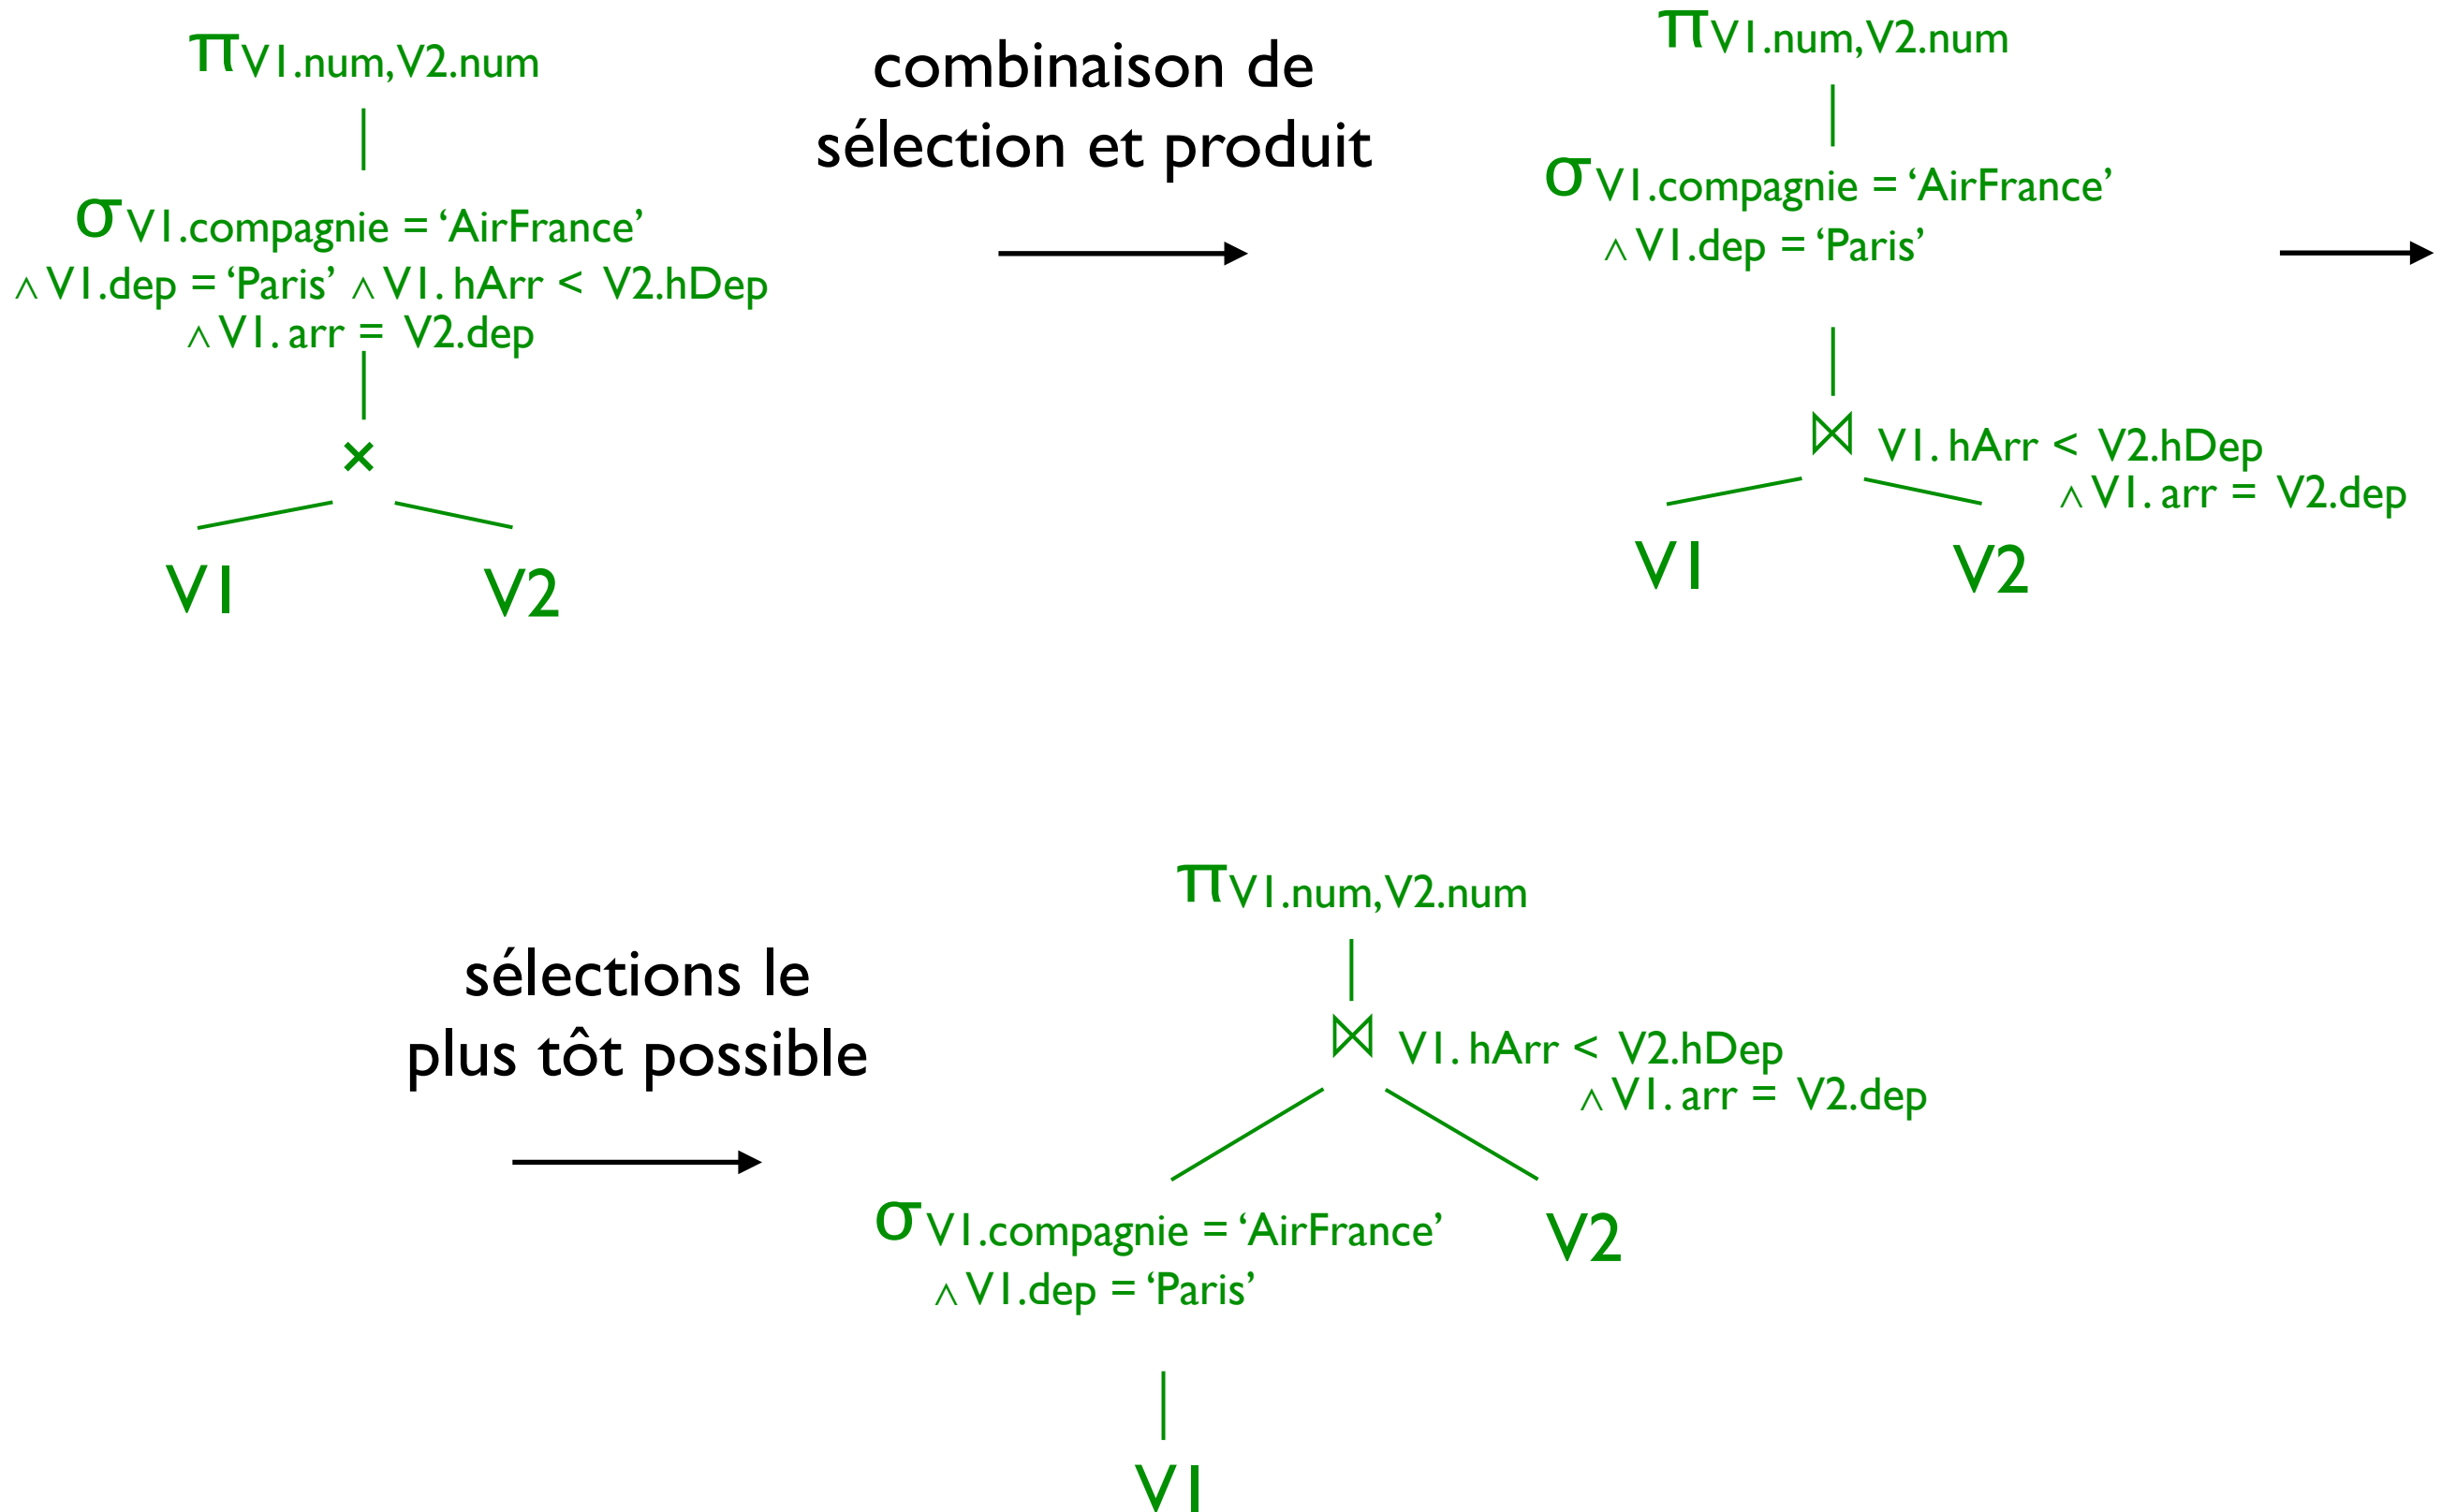 πV1.num,V2.num
σV1.compagnie = ‘AirFrance’
∧V1.dep = ‘Paris’ ∧V1. hArr < V2.hDep
∧V1. arr = V2.dep
×
V1 V2
combinaison de
sélection et produit
πV1.num,V2.num
σV1.compagnie = ‘AirFrance’
∧V1.dep = ‘Paris’
⋈ V1. hArr < V2.hDep
∧V1. arr = V2.dep
V1 V2
sélections le
plus tôt possible
πV1.num,V2.num
⋈ V1. hArr < V2.hDep
∧V1. arr = V2.dep
σV1.compagnie = ‘AirFrance’ V2
∧V1.dep = ‘Paris’
V1